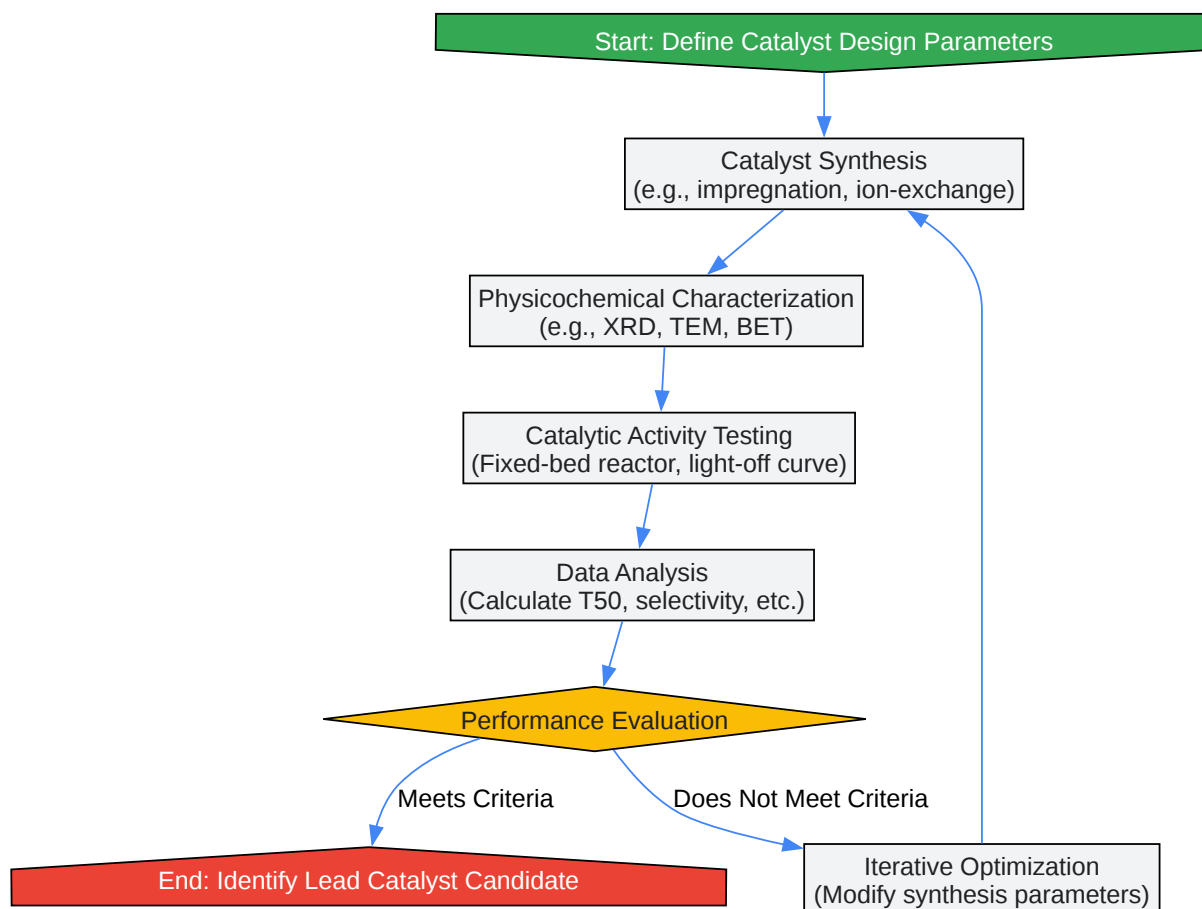 Start: Define Catalyst Design Parameters
Catalyst Synthesis
(e.g., impregnation, ion-exchange)
Physicochemical Characterization
(e.g., XRD, TEM, BET)
Catalytic Activity Testing
(Fixed-bed reactor, light-off curve)
Data Analysis
(Calculate T50, selectivity, etc.)
Performance Evaluation
Meets Criteria
Does Not Meet Criteria
End: Identify Lead Catalyst Candidate
Iterative Optimization
(Modify synthesis parameters)